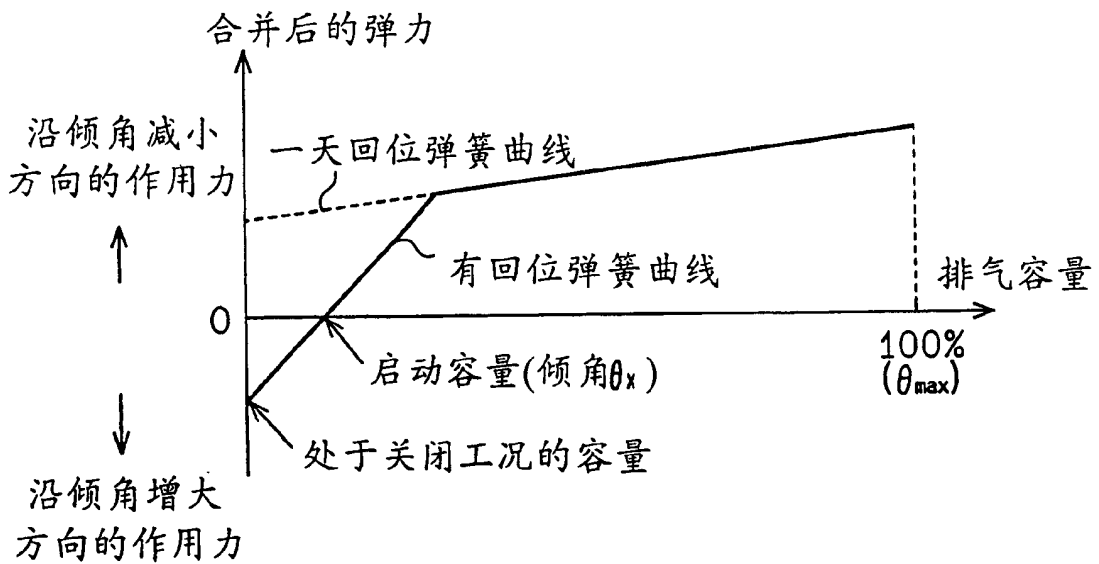 合并后的弹力
沿倾角减小
方向的作用力
一天回位弹簧曲线
有回位弹簧曲线
排气容量
0
100%
(θmax)
启动容量(倾角θx)
处于关闭工况的容量
沿倾角增大
方向的作用力